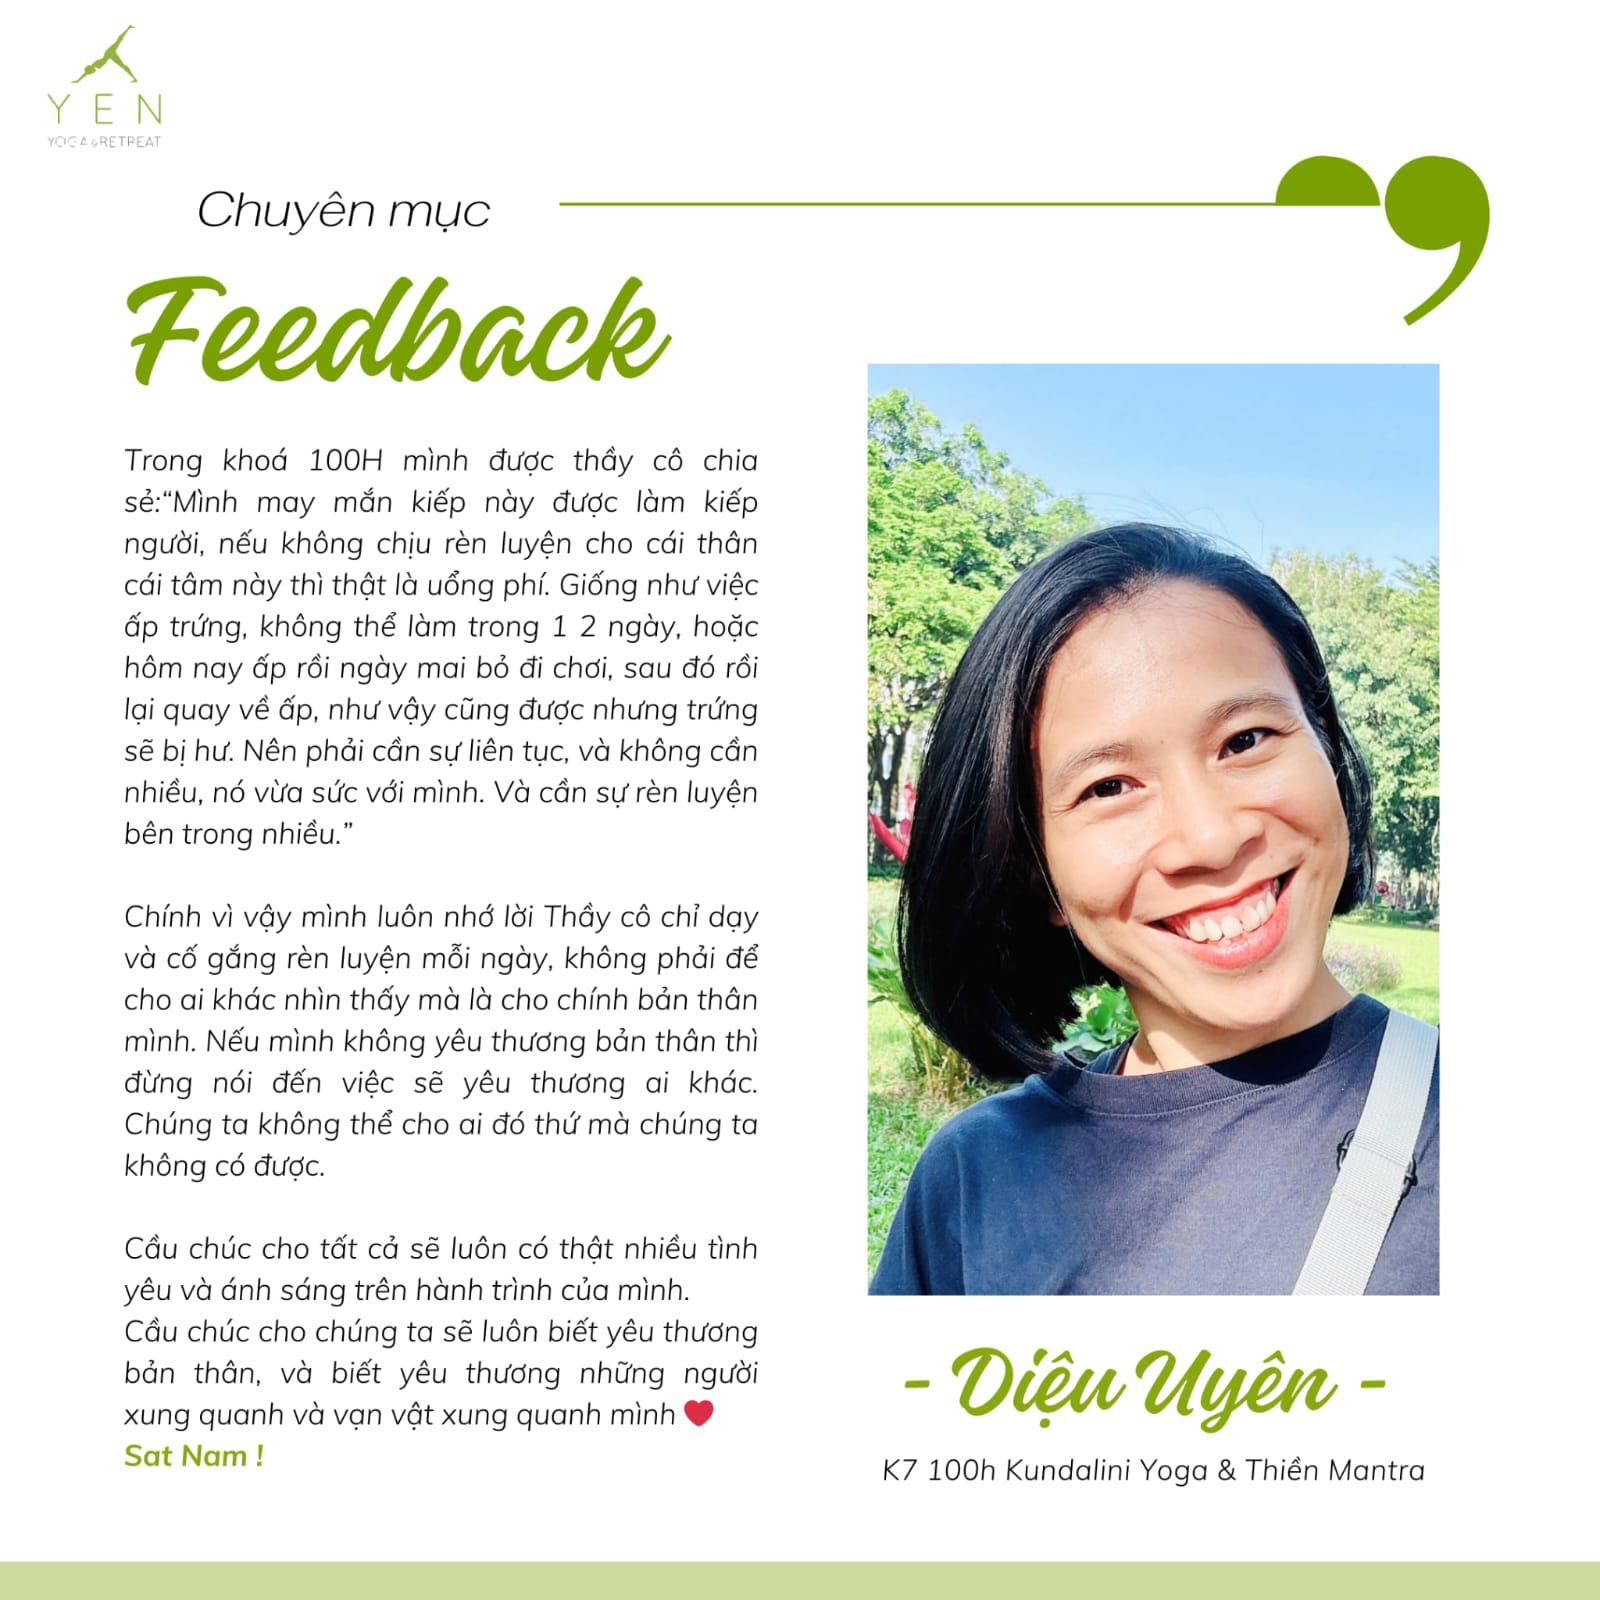 YEN
YOGA & RETREAT
Chuyên mục
Feedback
Trong khoá 100H mình được thầy cô chia
sẻ:“Mình may mắn kiếp này được làm kiếp
người, nếu không chịu rèn luyện cho cái thân
cái tâm này thì thật là uổng phí. Giống như việc
ấp trứng, không thể làm trong 1 2 ngày, hoặc
hôm nay ấp rồi ngày mai bỏ đi chơi, sau đó rồi
lại quay về ấp, như vậy cũng được nhưng trứng
sẽ bị hư. Nên phải cần sự liên tục, và không cần
nhiều, nó vừa sức với mình. Và cần sự rèn luyện
bên trong nhiều.”
Chính vì vậy mình luôn nhớ lời Thầy cô chỉ dạy
và cố gắng rèn luyện mỗi ngày, không phải để
cho ai khác nhìn thấy mà là cho chính bản thân
mình. Nếu mình không yêu thương bản thân thì
đừng nói đến việc sẽ yêu thương ai khác.
Chúng ta không thể cho ai đó thứ mà chúng ta
không có được.
Cầu chúc cho tất cả sẽ luôn có thật nhiều tình
yêu và ánh sáng trên hành trình của mình.
Cầu chúc cho chúng ta sẽ luôn biết yêu thương
bản thân, và biết yêu thương những người
xung quanh và vạn vật xung quanh mình ❤️
Sat Nam !
- Diệu Uyên -
K7 100h Kundalini Yoga & Thiền Mantra